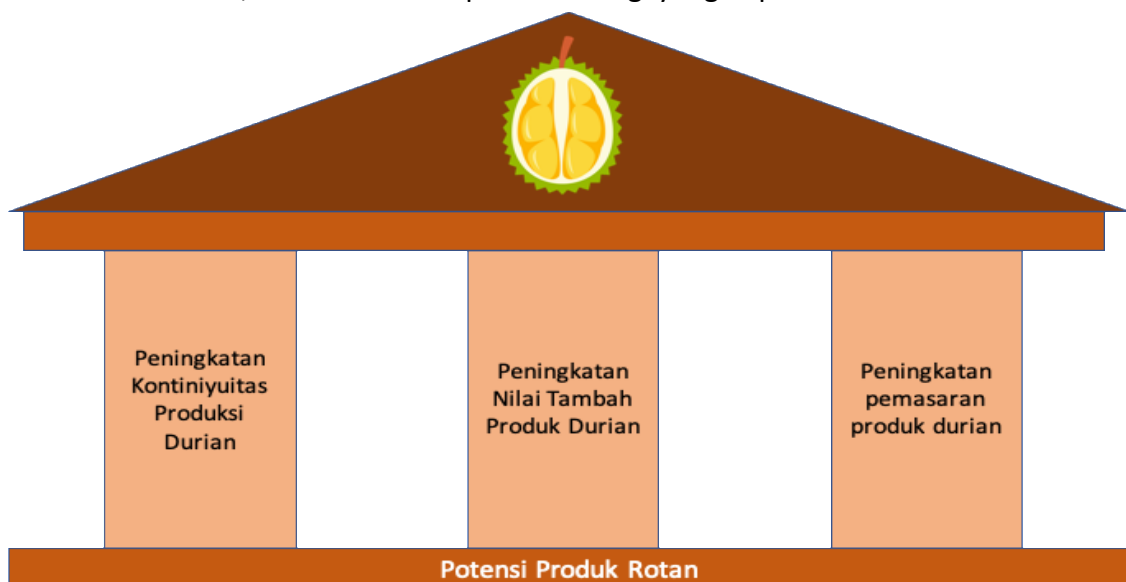 Peningkatan
Kontiniyuitas
Produksi
Durian
Peningkatan
Nilai Tambah
Produk Durian
Peningkatan
pemasaran
produk durian
Potensi Produk Rotan